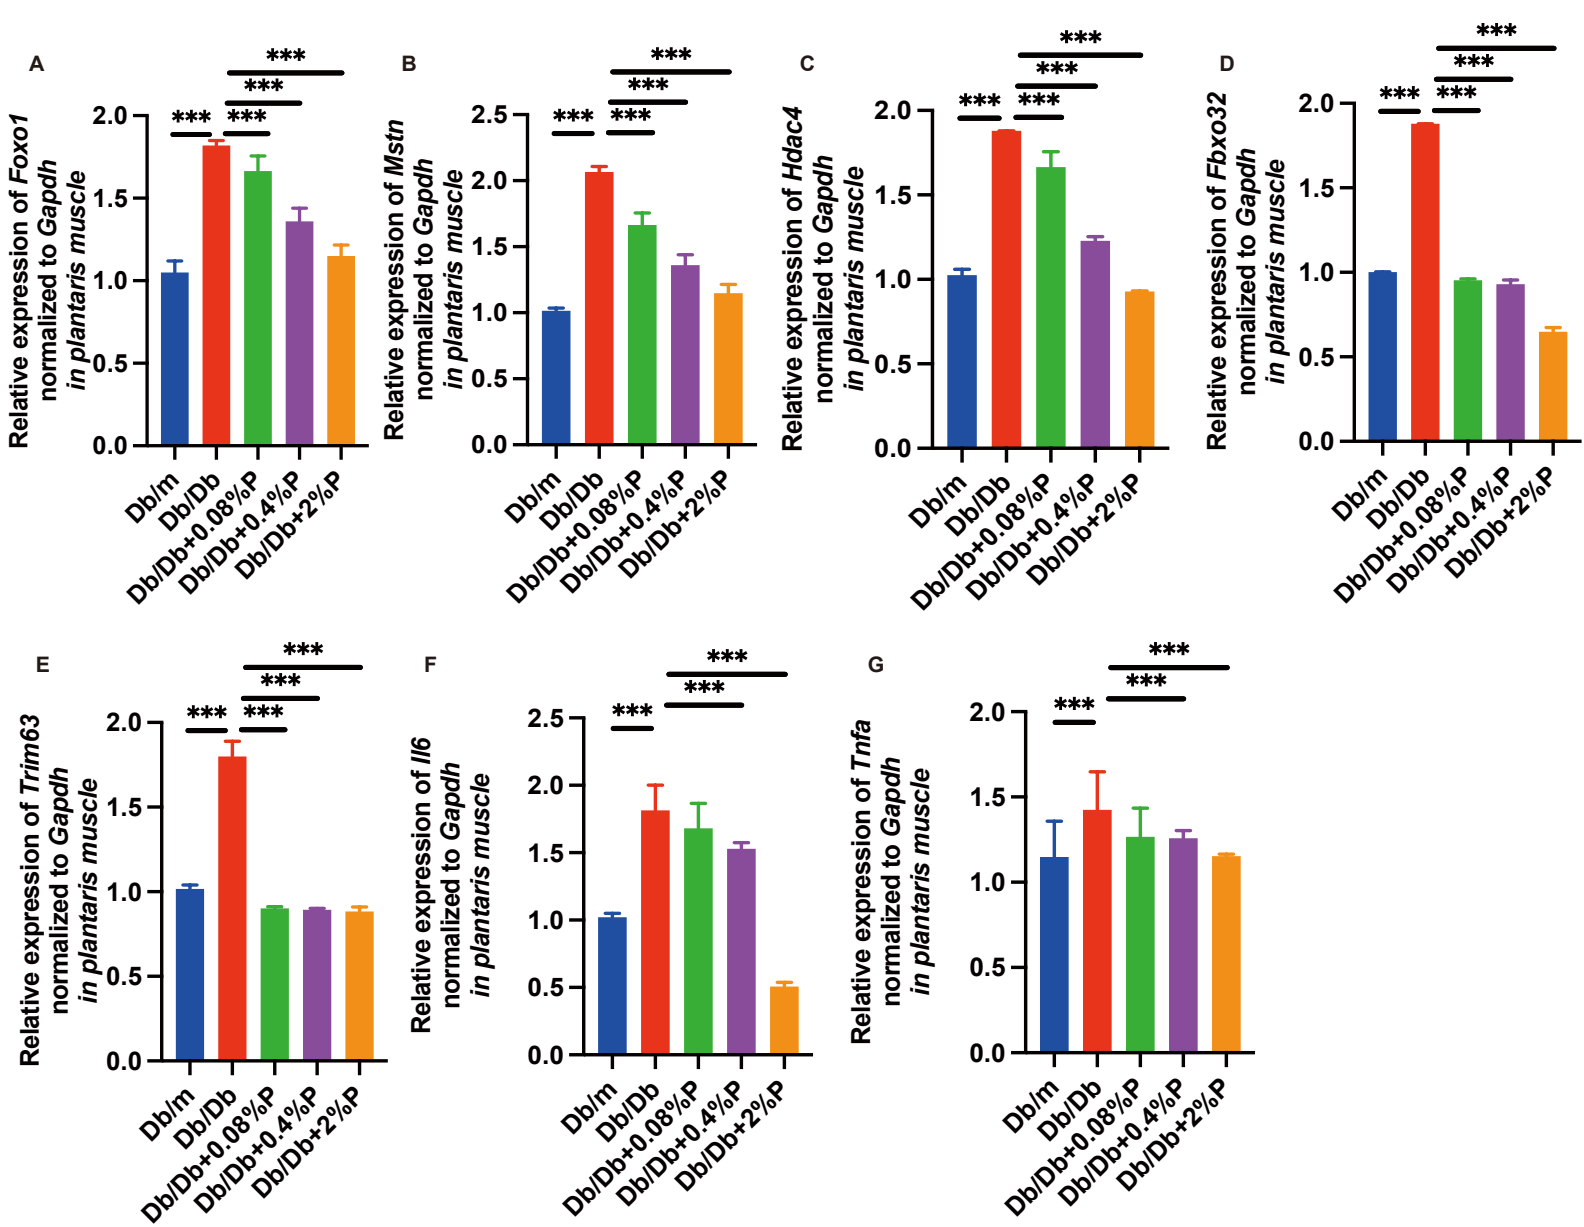 A
Relative expression of Foxo1
normalized to Gapdh
in plantaris muscle
2.0
1.5
1.0
0.5
0.0
***
***
***
***
Db/m
Db/Db
Db/Db+0.08%P
Db/Db+0.4%P
Db/Db+2%P
B
Relative expression of Mstn
normalized to Gapdh
in plantaris muscle
2.5
2.0
1.5
1.0
0.5
0.0
***
***
***
***
Db/m
Db/Db
Db/Db+0.08%P
Db/Db+0.4%P
Db/Db+2%P
C
Relative expression of Hdac4
normalized to Gapdh
in plantaris muscle
2.0
1.5
1.0
0.5
0.0
***
***
***
***
Db/m
Db/Db
Db/Db+0.08%P
Db/Db+0.4%P
Db/Db+2%P
D
Relative expression of Fbxo32
normalized to Gapdh
in plantaris muscle
2.0
1.5
1.0
0.5
0.0
***
***
***
***
Db/m
Db/Db
Db/Db+0.08%P
Db/Db+0.4%P
Db/Db+2%P
E
Relative expression of Trim63
normalized to Gapdh
in plantaris muscle
2.0
1.5
1.0
0.5
0.0
***
***
***
***
Db/m
Db/Db
Db/Db+0.08%P
Db/Db+0.4%P
Db/Db+2%P
F
Relative expression of Il6
normalized to Gapdh
in plantaris muscle
2.5
2.0
1.5
1.0
0.5
0.0
***
***
***
Db/m
Db/Db
Db/Db+0.08%P
Db/Db+0.4%P
Db/Db+2%P
G
Relative expression of Tnfa
normalized to Gapdh
in plantaris muscle
2.0
1.5
1.0
0.5
0.0
***
***
***
Db/m
Db/Db
Db/Db+0.08%P
Db/Db+0.4%P
Db/Db+2%P